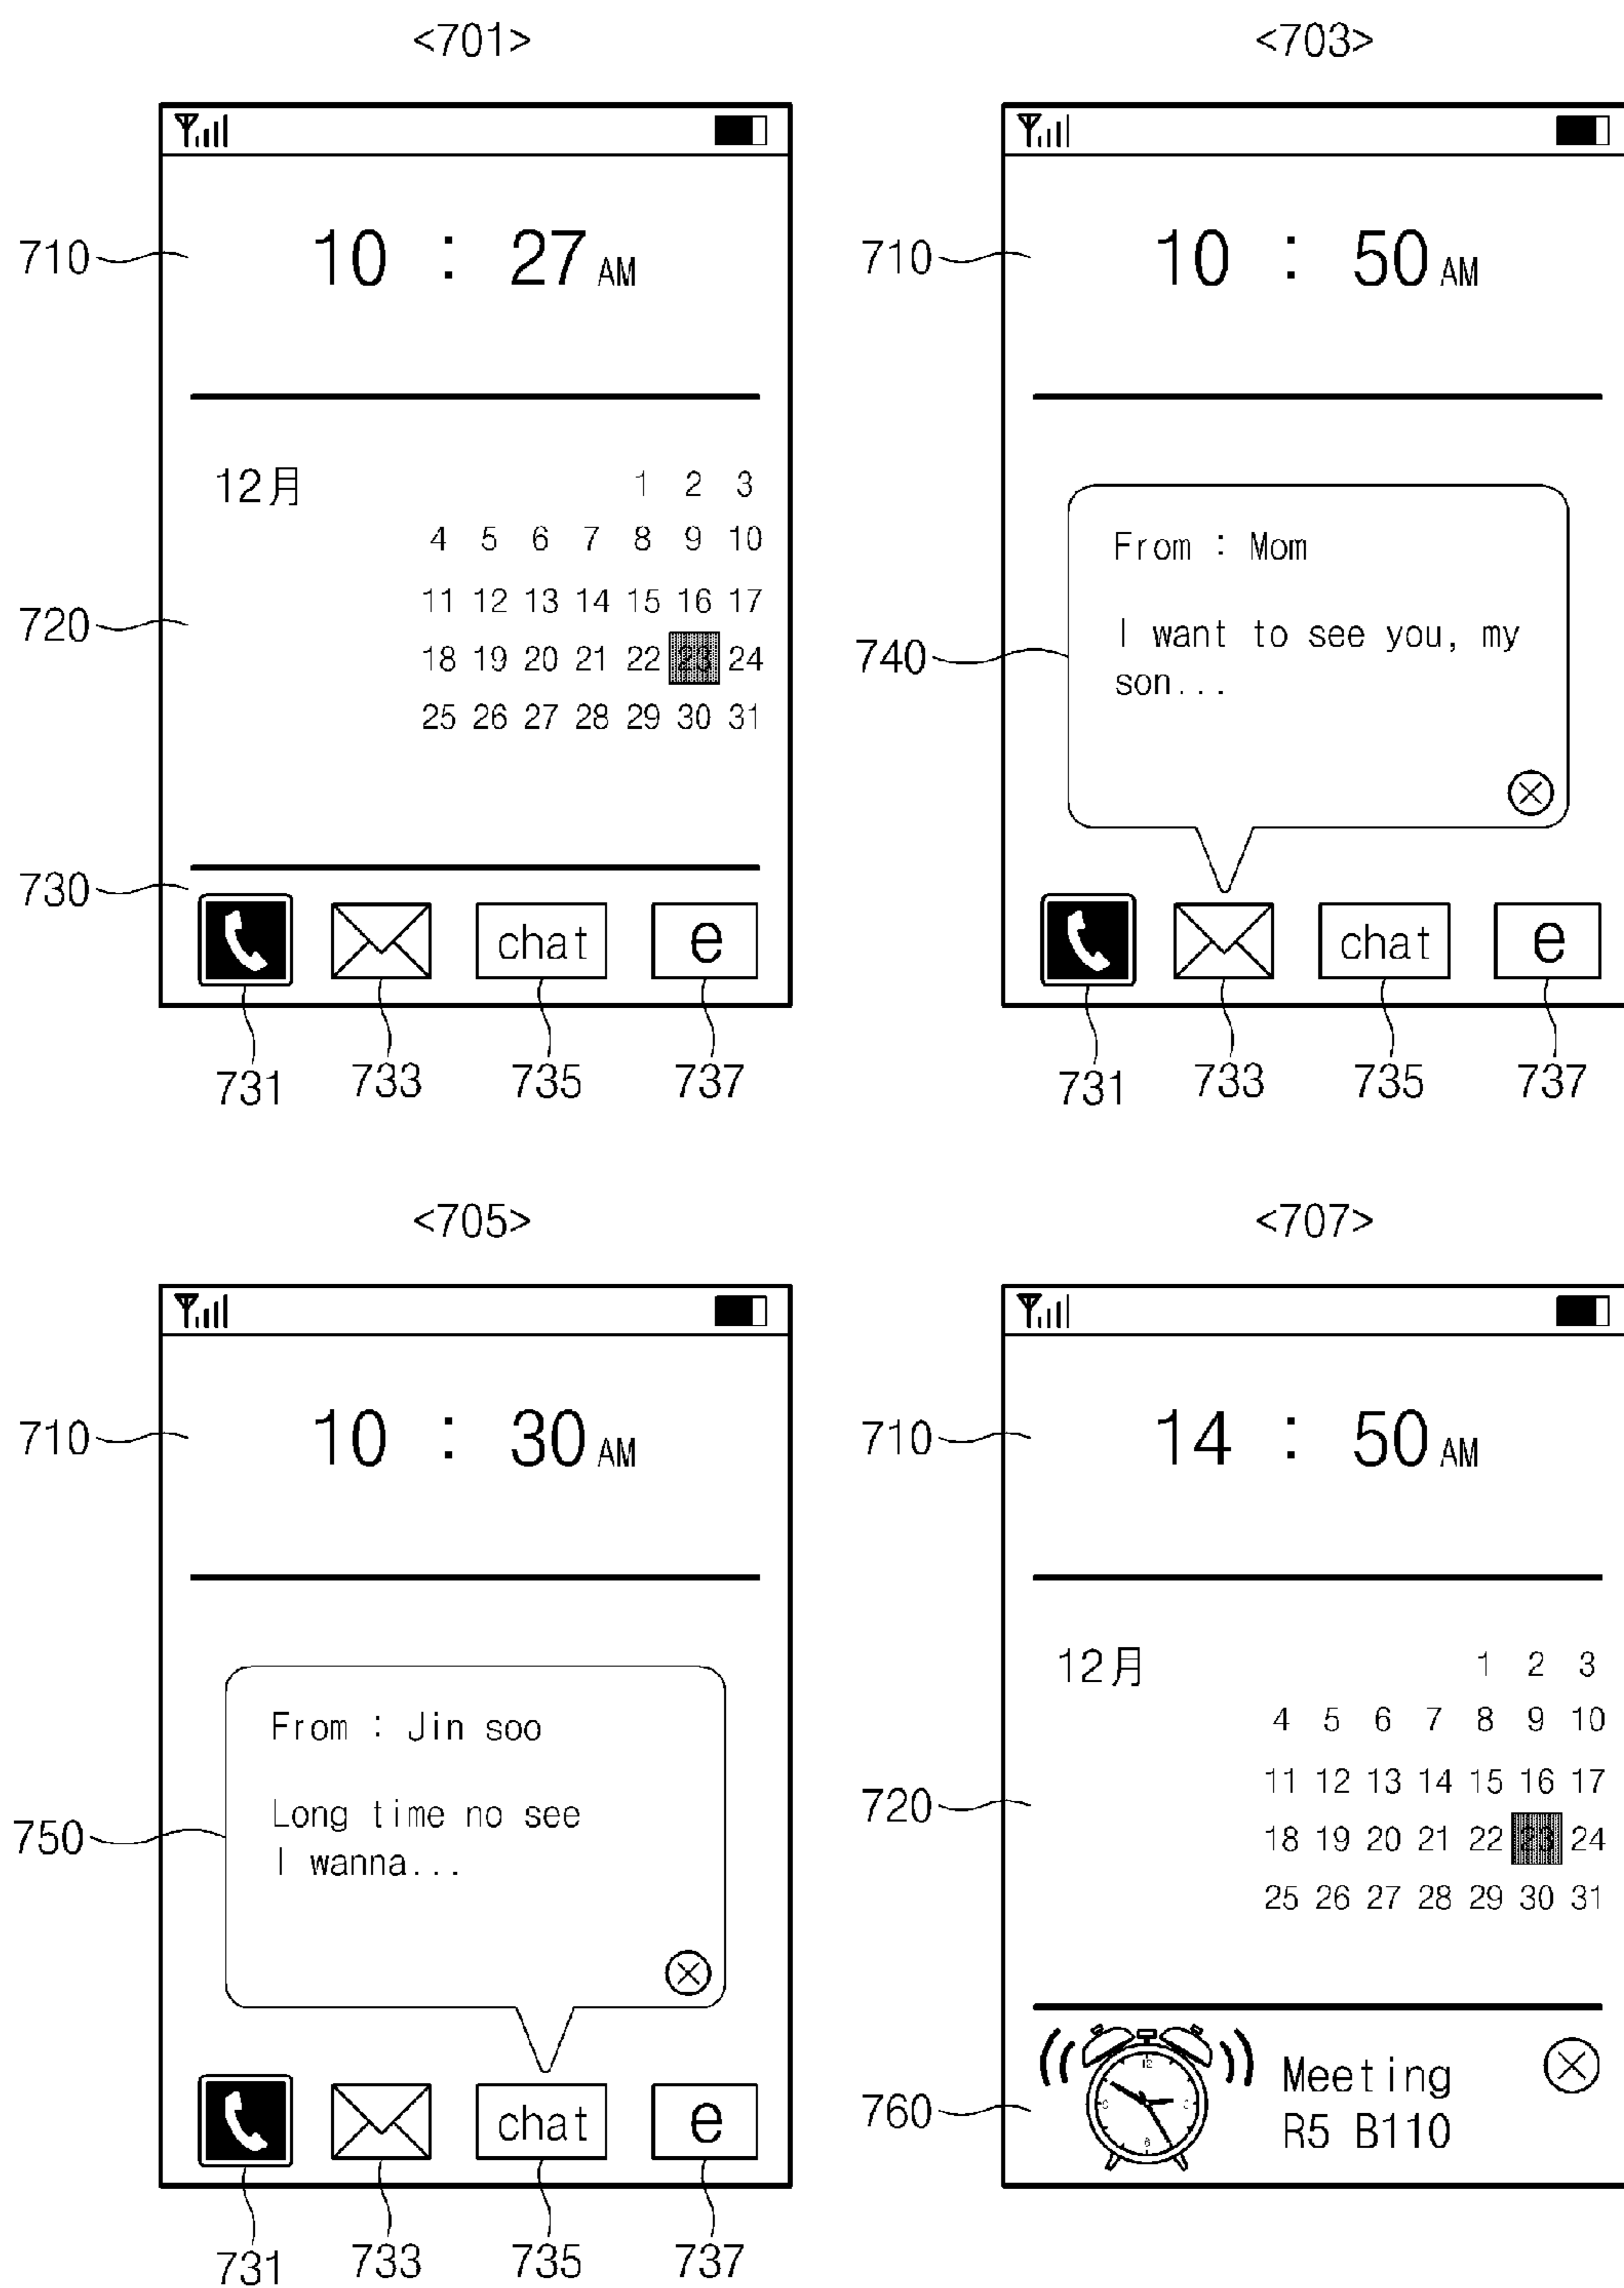 <701>
710
10 : 27 AM
12月
1 2 3
4 5 6 7 8 9 10
11 12 13 14 15 16 17
720
18 19 20 21 22 23 24
25 26 27 28 29 30 31
730
chat
e
731 733 735 737
<703>
710
10 : 50 AM
From : Mom
I want to see you, my
740
son...
chat
e
731 733 735 737
<705>
710
10 : 30 AM
From : Jin soo
Long time no see
750
I wanna...
chat
e
731 733 735 737
<707>
710
14 : 50 AM
12月
1 2 3
4 5 6 7 8 9 10
11 12 13 14 15 16 17
720
18 19 20 21 22 23 24
25 26 27 28 29 30 31
760
12
3
6
9
Meeting
R5 B110